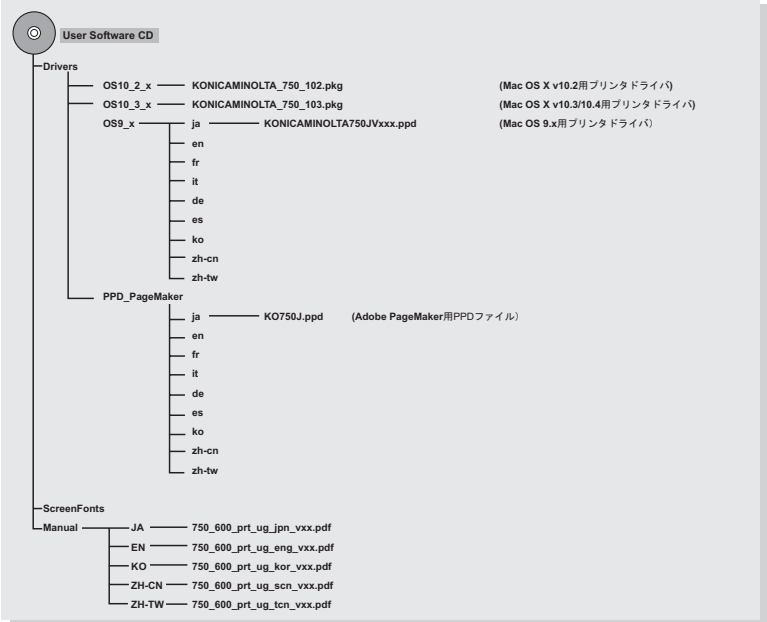 User Software CD
Drivers
OS10_2_x KONICAMINOLTA_750_102.pkg (Mac OS X v10.2用プリンタドライバ)
OS10_3_x KONICAMINOLTA_750_103.pkg (Mac OS X v10.3/10.4用プリンタドライバ)
OS9_x ja KONICAMINOLTA750JVxxx.ppd (Mac OS 9.x用プリンタドライバ）
en
fr
it
de
es
ko
zh-cn
zh-tw
PPD_PageMaker
ja KO750J.ppd (Adobe PageMaker用PPDファイル）
en
fr
it
de
es
ko
zh-cn
zh-tw
ScreenFonts
Manual JA 750_600_prt_ug_jpn_vxx.pdf
EN 750_600_prt_ug_eng_vxx.pdf
KO 750_600_prt_ug_kor_vxx.pdf
ZH-CN 750_600_prt_ug_scn_vxx.pdf
ZH-TW 750_600_prt_ug_tcn_vxx.pdf